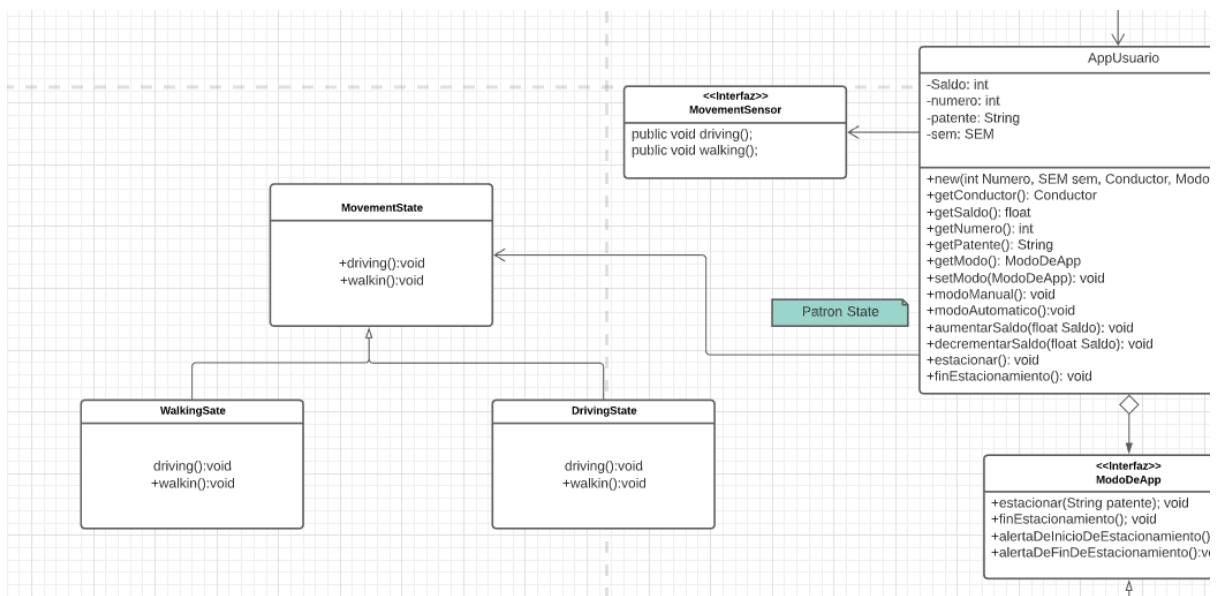 AppUsuario
-Saldo: int
-numero: int
-patente: String
-sem: SEM
+new(int Numero, SEM sem, Conductor, Modo
+getConductor(): Conductor
+getSaldo(): float
+getNumero(): int
+getPatente(): String
+getModo(): ModoDeApp
+setModo(ModoDeApp): void
+modoManual(): void
+modoAutomatico():void
+aumentarSaldo(float Saldo): void
+decrementarSaldo(float Saldo): void
+estacionar(): void
+finEstacionamiento(): void
<<Interfaz>>
MovementSensor
public void driving();
public void walking();
MovementState
+driving():void
+walkin():void
Patron State
WalkingSate
driving():void
+walkin():void
DrivingState
driving():void
+walkin():void
<<Interfaz>>
ModoDeApp
+estacionar(String patente); void
+finEstacionamiento(); void
+alertaDeInicioDeEstacionamiento()
+alertaDeFinDeEstacionamiento():v